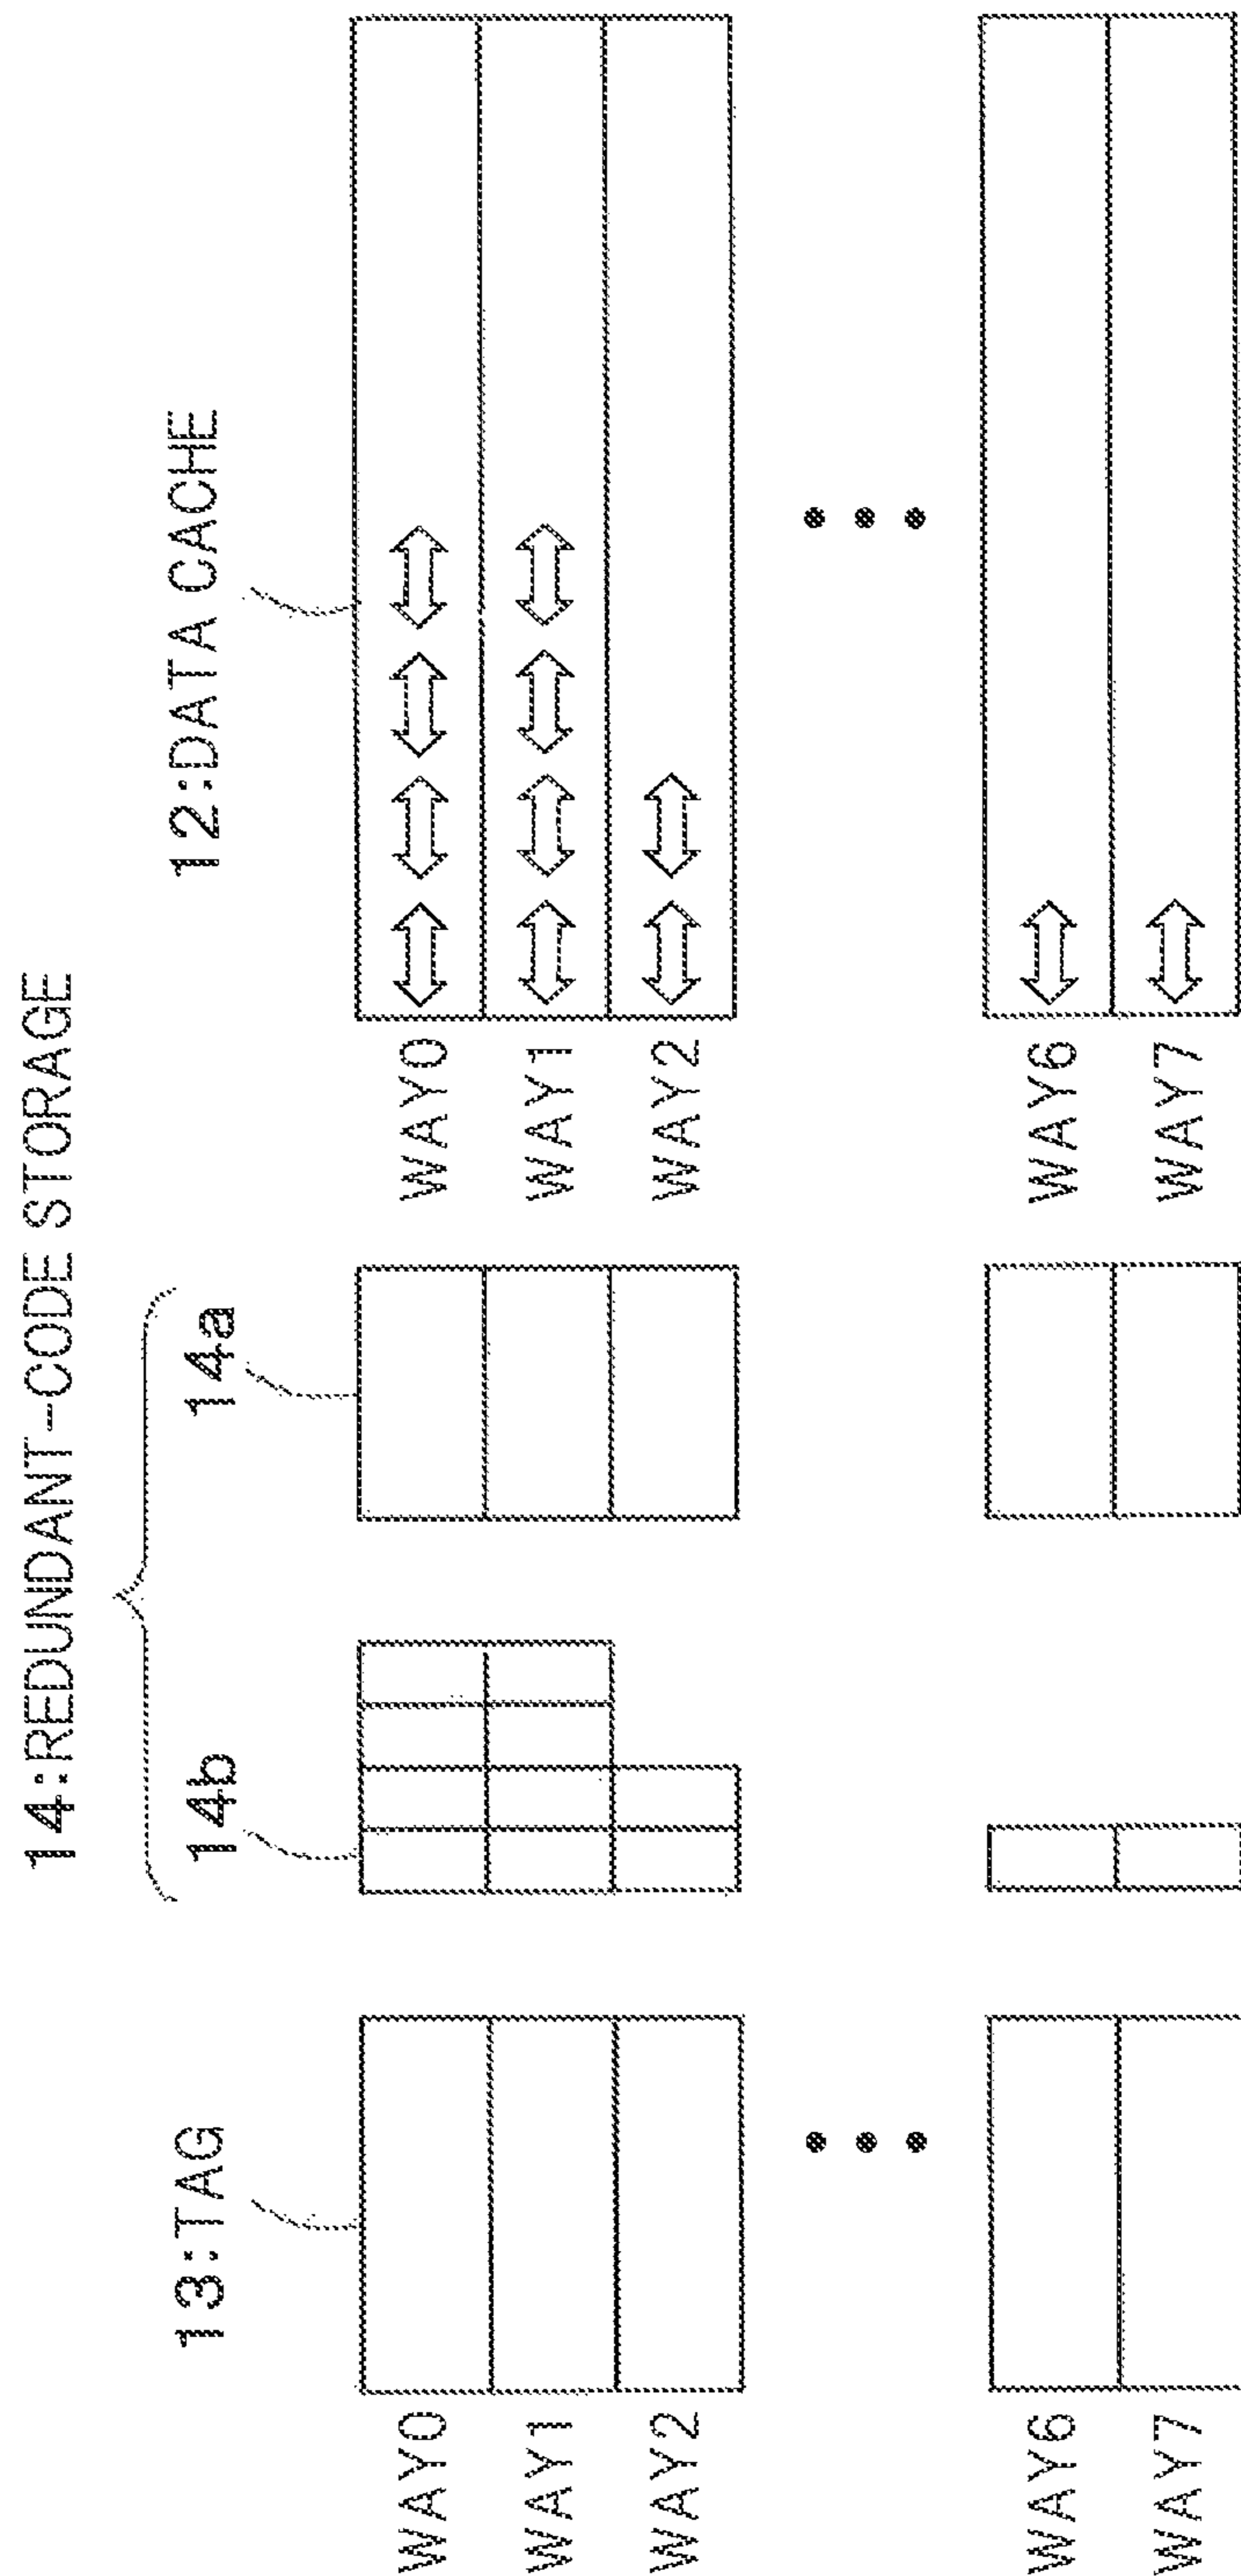 14:REDUNDANT-CODE STORAGE
13:TAG
14b
14a
12:DATA CACHE
WAY0
WAY0
WAY1
WAY1
WAY2
WAY2
WAY6
WAY6
WAY7
WAY7